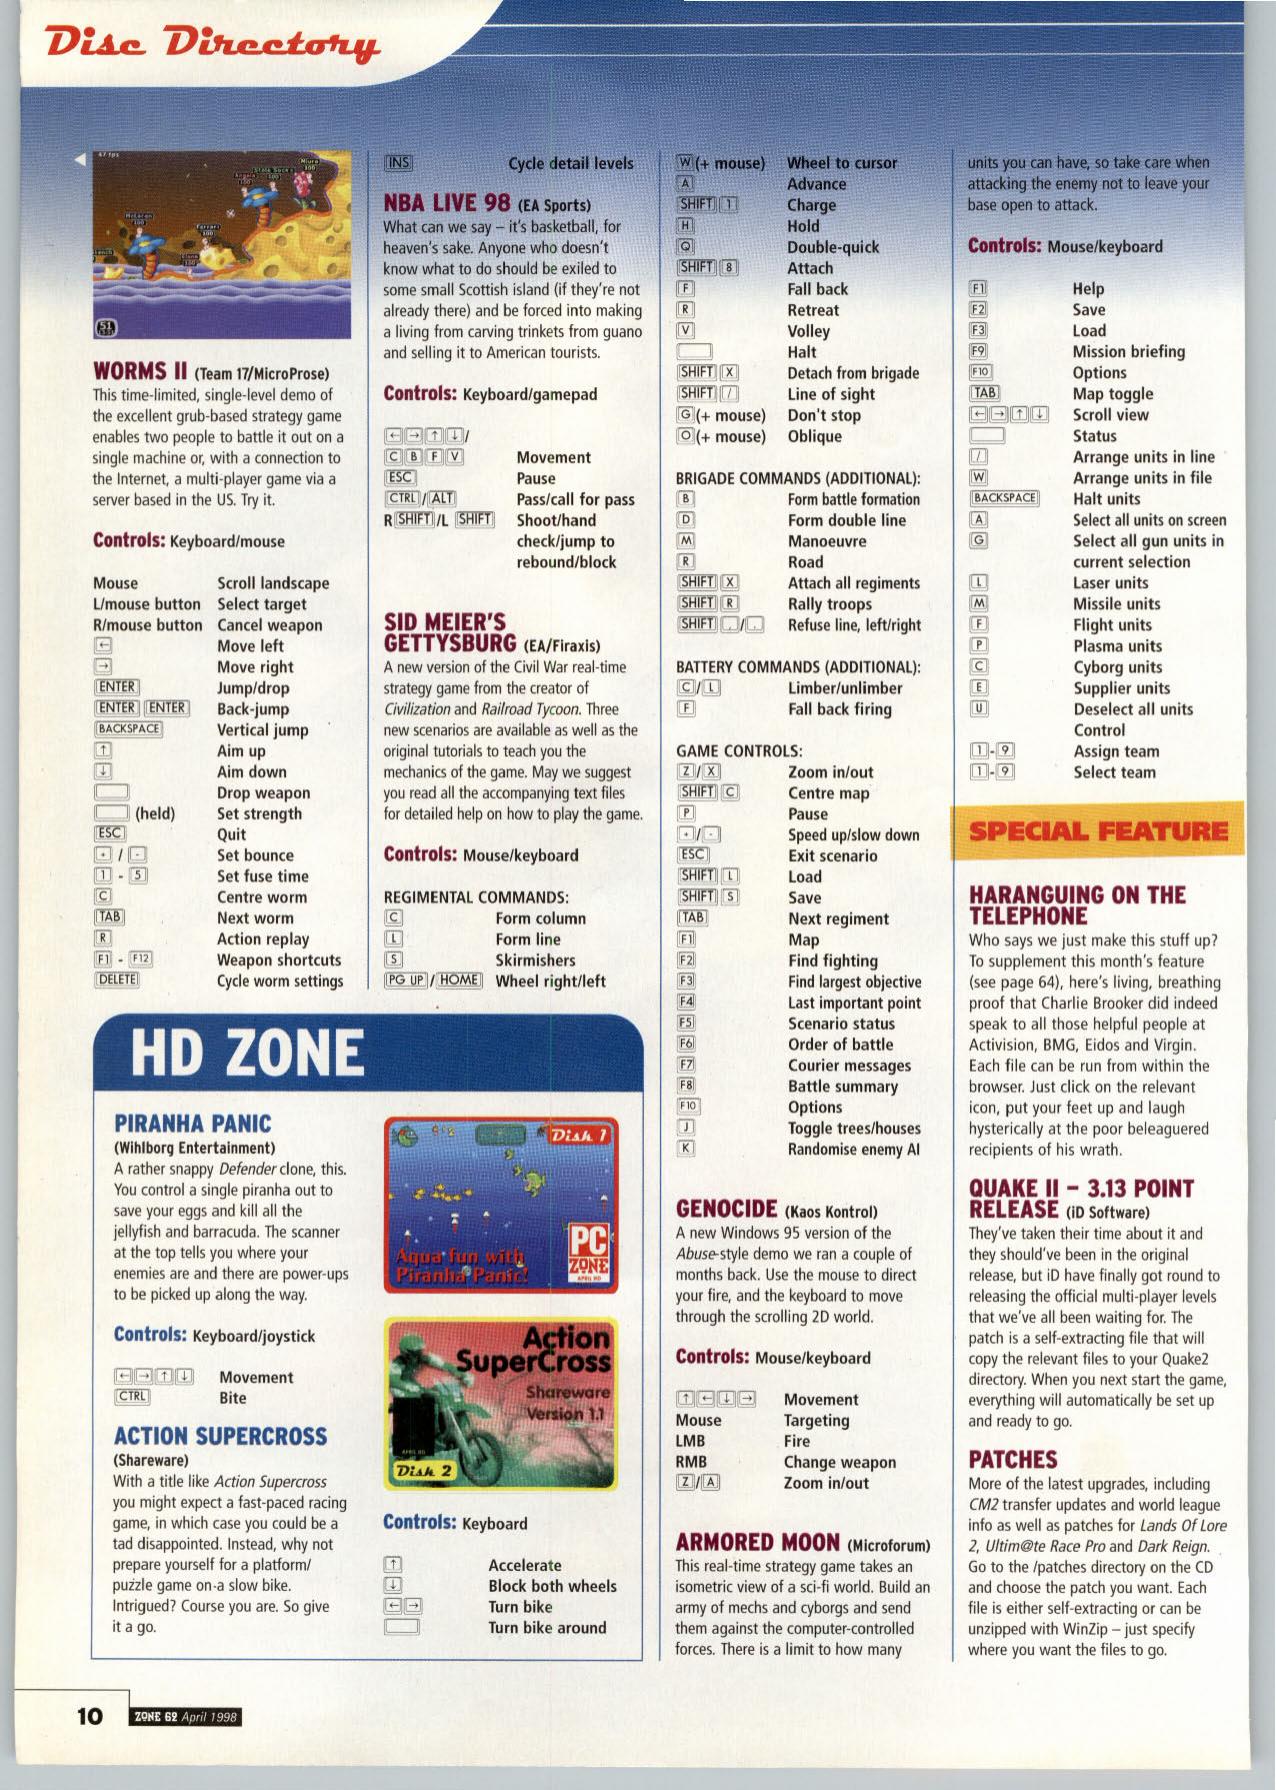 Disc Directory
47 fps
Miura
100
Stole Sock's
100
Angela
100
McLaren
100
Ferrari
100
100
51
WORMS II (Team 17/MicroProse)
This time-limited, single-level demo of
the excellent grub-based strategy game
enables two people to battle it out on a
single machine or, with a connection to
the Internet, a multi-player game via a
server based in the US. Try it.
Controls: Keyboard/mouse
Mouse Scroll landscape
L/mouse button Select target
R/mouse button Cancel weapon
← Move left
→ Move right
ENTER Jump/drop
ENTER ENTER Back-jump
BACKSPACE Vertical jump
↑ Aim up
↓ Aim down
Drop weapon
(held) Set strength
ESC Quit
+ / - Set bounce
1 - 5 Set fuse time
C Centre worm
TAB Next worm
R Action replay
F1 - F12 Weapon shortcuts
DELETE Cycle worm settings
INS Cycle detail levels
NBA LIVE 98 (EA Sports)
What can we say – it's basketball, for
heaven's sake. Anyone who doesn't
know what to do should be exiled to
some small Scottish island (if they're not
already there) and be forced into making
a living from carving trinkets from guano
and selling it to American tourists.
Controls: Keyboard/gamepad
← → ↑ ↓ /
C B F V Movement
ESC Pause
CTRL / ALT Pass/call for pass
R SHIFT /L SHIFT Shoot/hand
check/jump to
rebound/block
SID MEIER'S
GETTYSBURG (EA/Firaxis)
A new version of the Civil War real-time
strategy game from the creator of
Civilization and Railroad Tycoon. Three
new scenarios are available as well as the
original tutorials to teach you the
mechanics of the game. May we suggest
you read all the accompanying text files
for detailed help on how to play the game.
Controls: Mouse/keyboard
REGIMENTAL COMMANDS:
C Form column
L Form line
S Skirmishers
PG UP / HOME Wheel right/left
W (+ mouse) Wheel to cursor
A Advance
SHIFT 1 Charge
H Hold
Q Double-quick
SHIFT 8 Attach
F Fall back
R Retreat
V Volley
Halt
SHIFT X Detach from brigade
SHIFT / Line of sight
G (+ mouse) Don't stop
O (+ mouse) Oblique
BRIGADE COMMANDS (ADDITIONAL):
B Form battle formation
D Form double line
M Manoeuvre
R Road
SHIFT X Attach all regiments
SHIFT R Rally troops
SHIFT , / . Refuse line, left/right
BATTERY COMMANDS (ADDITIONAL):
C / L Limber/unlimber
F Fall back firing
GAME CONTROLS:
Z / X Zoom in/out
SHIFT C Centre map
P Pause
+ / - Speed up/slow down
ESC Exit scenario
SHIFT L Load
SHIFT S Save
TAB Next regiment
F1 Map
F2 Find fighting
F3 Find largest objective
F4 Last important point
F5 Scenario status
F6 Order of battle
F7 Courier messages
F8 Battle summary
F10 Options
J Toggle trees/houses
K Randomise enemy AI
GENOCIDE (Kaos Kontrol)
A new Windows 95 version of the
Abuse-style demo we ran a couple of
months back. Use the mouse to direct
your fire, and the keyboard to move
through the scrolling 2D world.
Controls: Mouse/keyboard
↑ ← ↓ → Movement
Mouse Targeting
LMB Fire
RMB Change weapon
Z / A Zoom in/out
ARMORED MOON (Microforum)
This real-time strategy game takes an
isometric view of a sci-fi world. Build an
army of mechs and cyborgs and send
them against the computer-controlled
forces. There is a limit to how many
units you can have, so take care when
attacking the enemy not to leave your
base open to attack.
Controls: Mouse/keyboard
F1 Help
F2 Save
F3 Load
F9 Mission briefing
F10 Options
TAB Map toggle
← → ↑ ↓ Scroll view
Status
/ Arrange units in line
W Arrange units in file
BACKSPACE Halt units
A Select all units on screen
G Select all gun units in
current selection
L Laser units
M Missile units
F Flight units
P Plasma units
C Cyborg units
E Supplier units
U Deselect all units
Control
1 - 9 Assign team
1 - 9 Select team
SPECIAL FEATURE
HARANGUING ON THE
TELEPHONE
Who says we just make this stuff up?
To supplement this month's feature
(see page 64), here's living, breathing
proof that Charlie Brooker did indeed
speak to all those helpful people at
Activision, BMG, Eidos and Virgin.
Each file can be run from within the
browser. Just click on the relevant
icon, put your feet up and laugh
hysterically at the poor beleaguered
recipients of his wrath.
QUAKE II – 3.13 POINT
RELEASE (iD Software)
They've taken their time about it and
they should've been in the original
release, but iD have finally got round to
releasing the official multi-player levels
that we've all been waiting for. The
patch is a self-extracting file that will
copy the relevant files to your Quake2
directory. When you next start the game,
everything will automatically be set up
and ready to go.
PATCHES
More of the latest upgrades, including
CM2 transfer updates and world league
info as well as patches for Lands Of Lore
2, Ultim@te Race Pro and Dark Reign.
Go to the /patches directory on the CD
and choose the patch you want. Each
file is either self-extracting or can be
unzipped with WinZip – just specify
where you want the files to go.
HD ZONE
PIRANHA PANIC
(Wihlborg Entertainment)
A rather snappy Defender clone, this.
You control a single piranha out to
save your eggs and kill all the
jellyfish and barracuda. The scanner
at the top tells you where your
enemies are and there are power-ups
to be picked up along the way.
Controls: Keyboard/joystick
← → ↑ ↓ Movement
CTRL Bite
ACTION SUPERCROSS
(Shareware)
With a title like Action Supercross
you might expect a fast-paced racing
game, in which case you could be a
tad disappointed. Instead, why not
prepare yourself for a platform/
puzzle game on-a slow bike.
Intrigued? Course you are. So give
it a go.
Disk 1
Aqua fun with
Piranha Panic!
PC
ZONE
APRIL HD
Action
SuperCross
Shareware
Version 1.1
APRIL HD
Disk 2
Controls: Keyboard
↑ Accelerate
↓ Block both wheels
← → Turn bike
Turn bike around
10
ZONE 62 April 1998